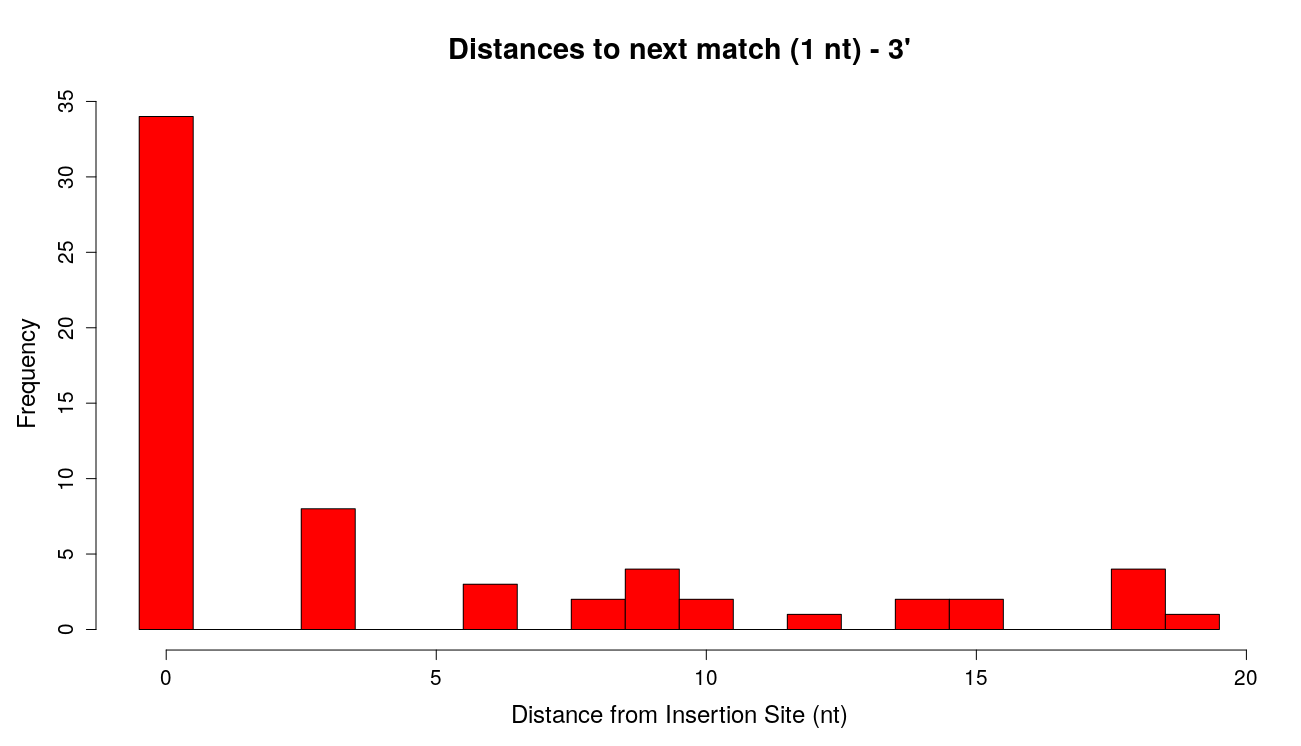 Distances to next match (1 nt) - 3'
Frequency
35
30
25
20
15
10
5
0
0 5 10 15 20
Distance from Insertion Site (nt)